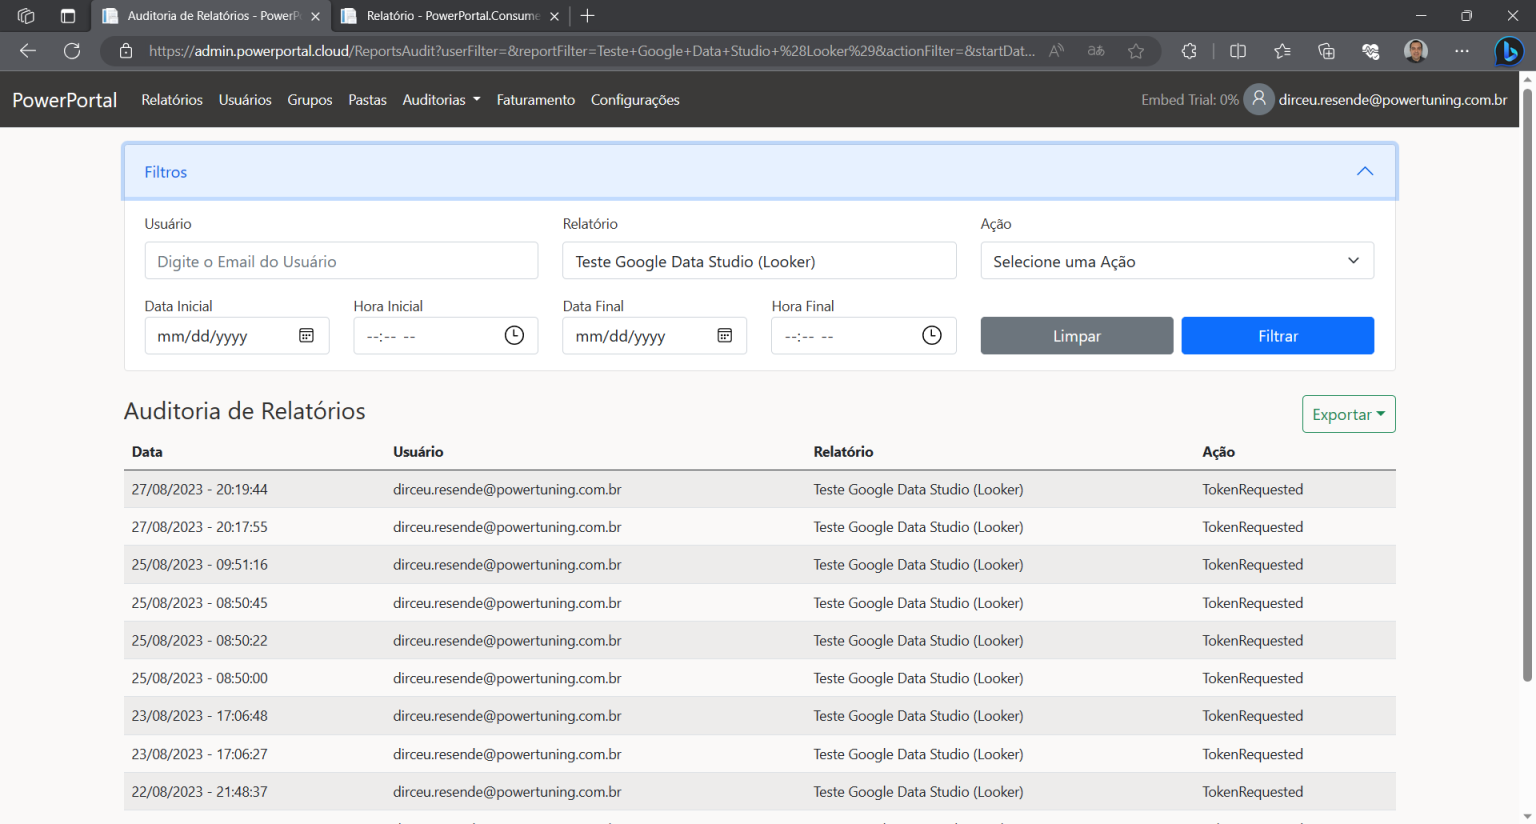 Auditoria de Relatórios - PowerP
Relatório - PowerPortal.Consume
https://admin.powerportal.cloud/ReportsAudit?userFilter=&reportFilter=Teste+Google+Data+Studio+%28Looker%29&actionFilter=&startDat...
PowerPortal Relatórios Usuários Grupos Pastas Auditorias Faturamento Configurações Embed Trial: 0% dirceu.resende@powertuning.com.br
Filtros
Usuário Relatório Ação
Digite o Email do Usuário Teste Google Data Studio (Looker) Selecione uma Ação
Data Inicial Hora Inicial Data Final Hora Final
mm/dd/yyyy --:-- -- mm/dd/yyyy --:-- -- Limpar Filtrar
Auditoria de Relatórios Exportar
Data Usuário Relatório Ação
27/08/2023 - 20:19:44 dirceu.resende@powertuning.com.br Teste Google Data Studio (Looker) TokenRequested
27/08/2023 - 20:17:55 dirceu.resende@powertuning.com.br Teste Google Data Studio (Looker) TokenRequested
25/08/2023 - 09:51:16 dirceu.resende@powertuning.com.br Teste Google Data Studio (Looker) TokenRequested
25/08/2023 - 08:50:45 dirceu.resende@powertuning.com.br Teste Google Data Studio (Looker) TokenRequested
25/08/2023 - 08:50:22 dirceu.resende@powertuning.com.br Teste Google Data Studio (Looker) TokenRequested
25/08/2023 - 08:50:00 dirceu.resende@powertuning.com.br Teste Google Data Studio (Looker) TokenRequested
23/08/2023 - 17:06:48 dirceu.resende@powertuning.com.br Teste Google Data Studio (Looker) TokenRequested
23/08/2023 - 17:06:27 dirceu.resende@powertuning.com.br Teste Google Data Studio (Looker) TokenRequested
22/08/2023 - 21:48:37 dirceu.resende@powertuning.com.br Teste Google Data Studio (Looker) TokenRequested